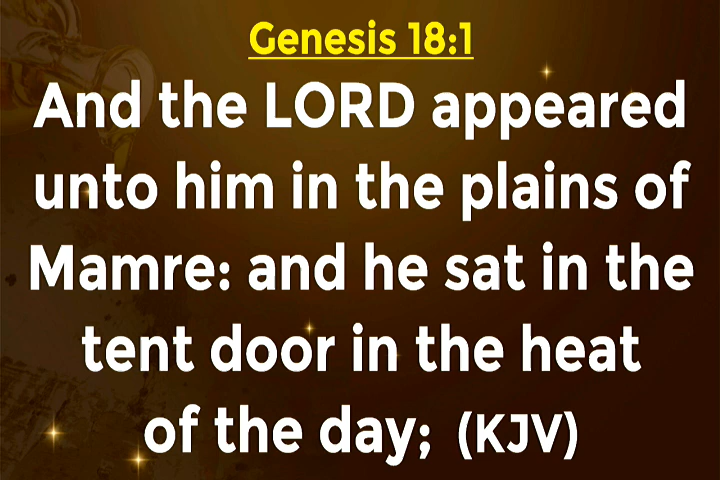 Genesis 18:1
And the LORD appeared
unto him in the plains of
Mamre: and he sat in the
tent door in the heat
of the day; (KJV)